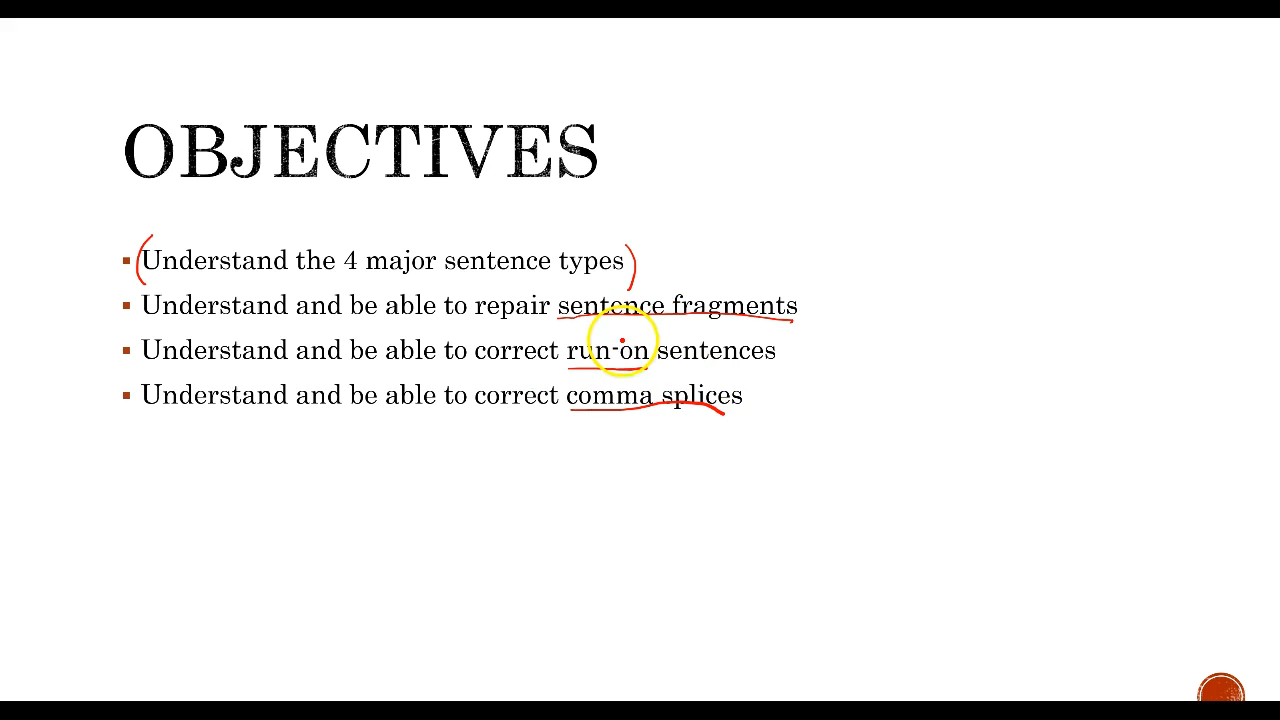 OBJECTIVES
Understand the 4 major sentence types
Understand and be able to repair sentence fragments
Understand and be able to correct run-on sentences
Understand and be able to correct comma splices